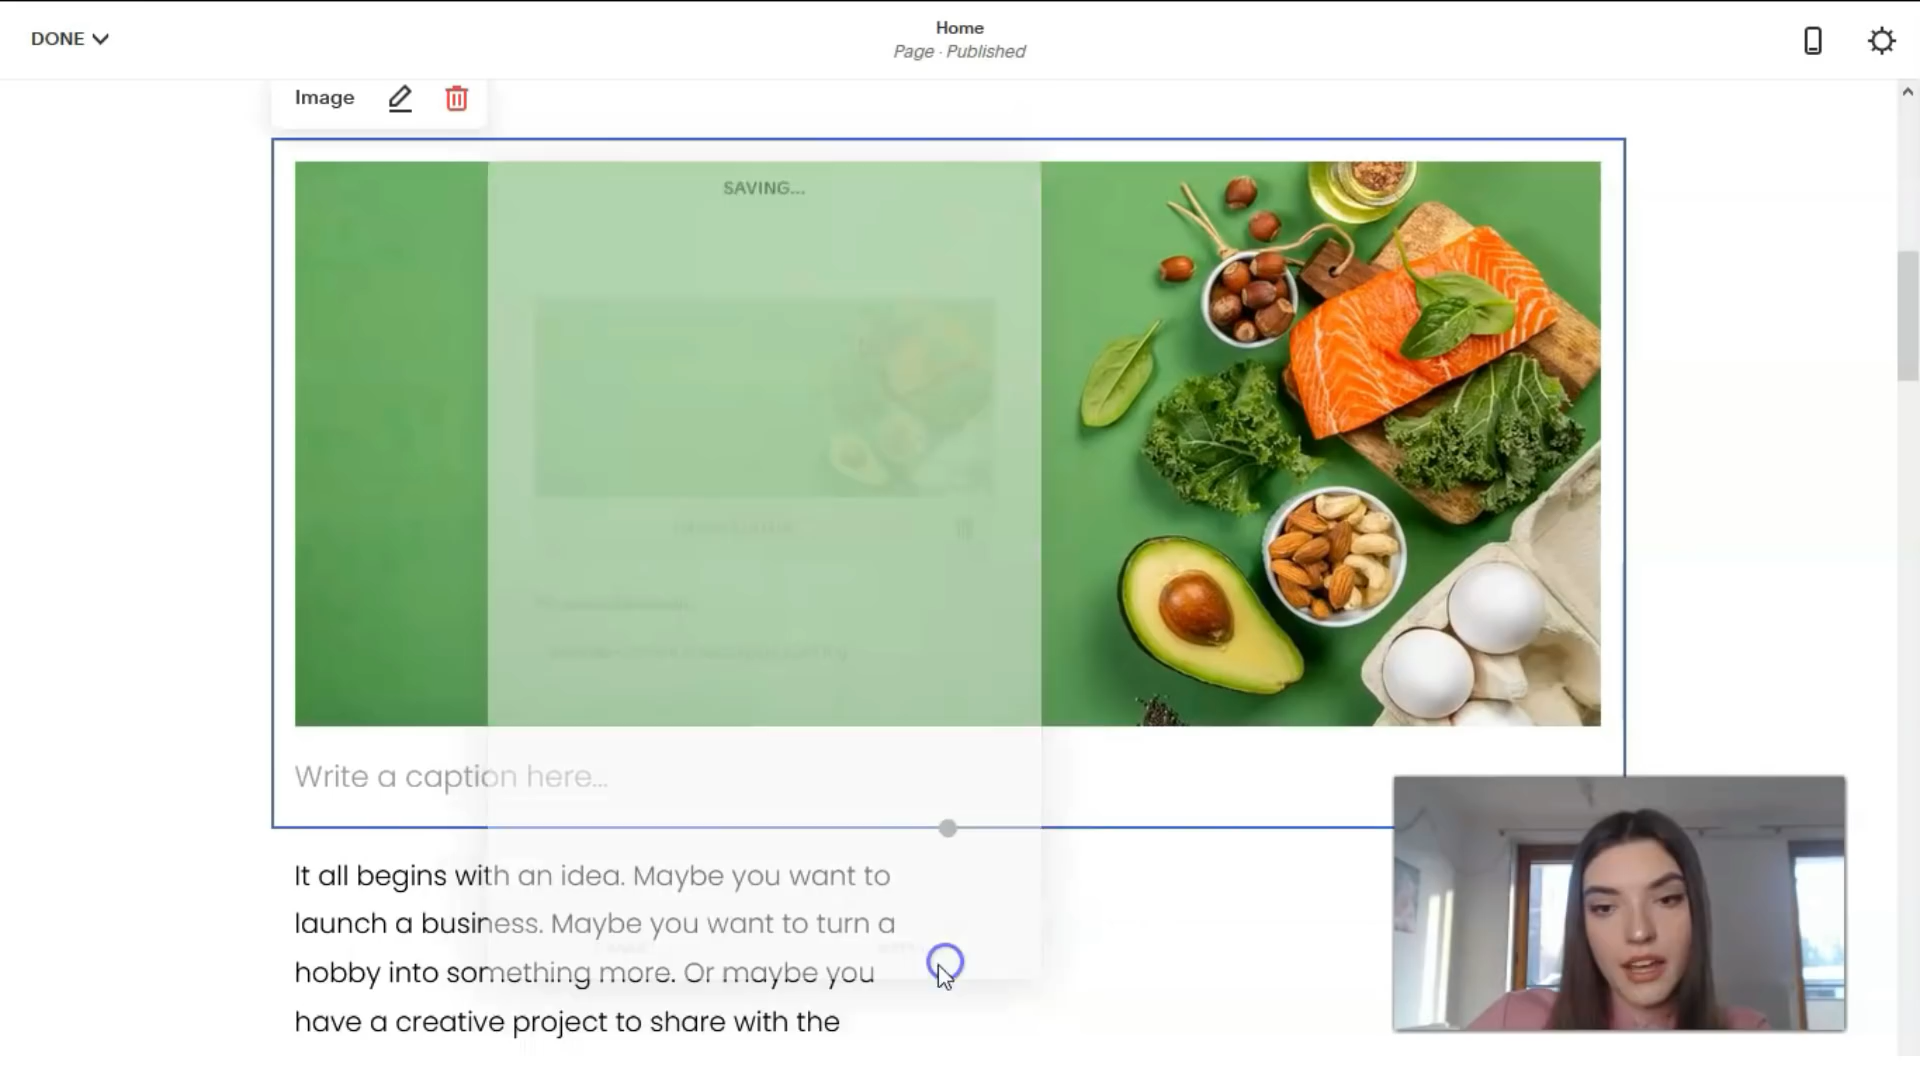 DONE
Home
Page · Published
Image
SAVING...
Write a caption here...
It all begins with an idea. Maybe you want to
launch a business. Maybe you want to turn a
hobby into something more. Or maybe you
have a creative project to share with the